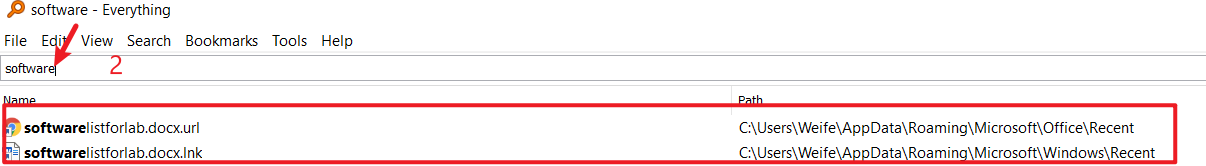 software - Everything
File Edit View Search Bookmarks Tools Help
software 2
Name Path
softwarelistforlab.docx.url C:\Users\Weife\AppData\Roaming\Microsoft\Office\Recent
softwarelistforlab.docx.lnk C:\Users\Weife\AppData\Roaming\Microsoft\Windows\Recent